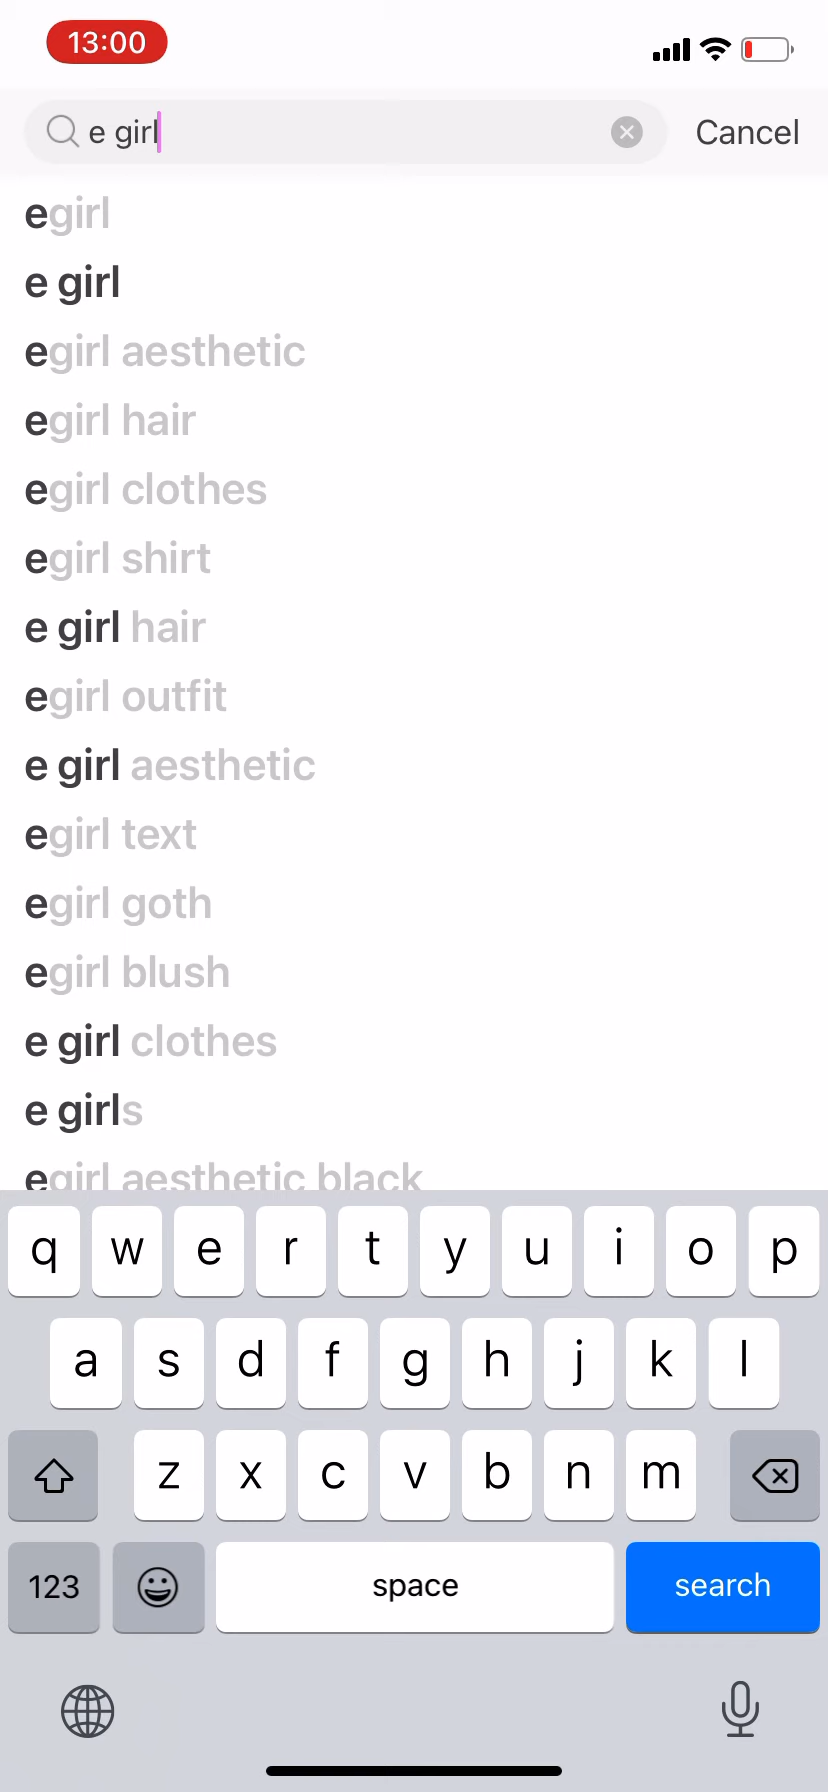 13:00
e girl
Cancel
egirl
e girl
egirl aesthetic
egirl hair
egirl clothes
egirl shirt
e girl hair
egirl outfit
e girl aesthetic
egirl text
egirl goth
egirl blush
e girl clothes
e girls
egirl aesthetic black
q w e r t y u i o p
a s d f g h j k l
z x c v b n m
123
space
search